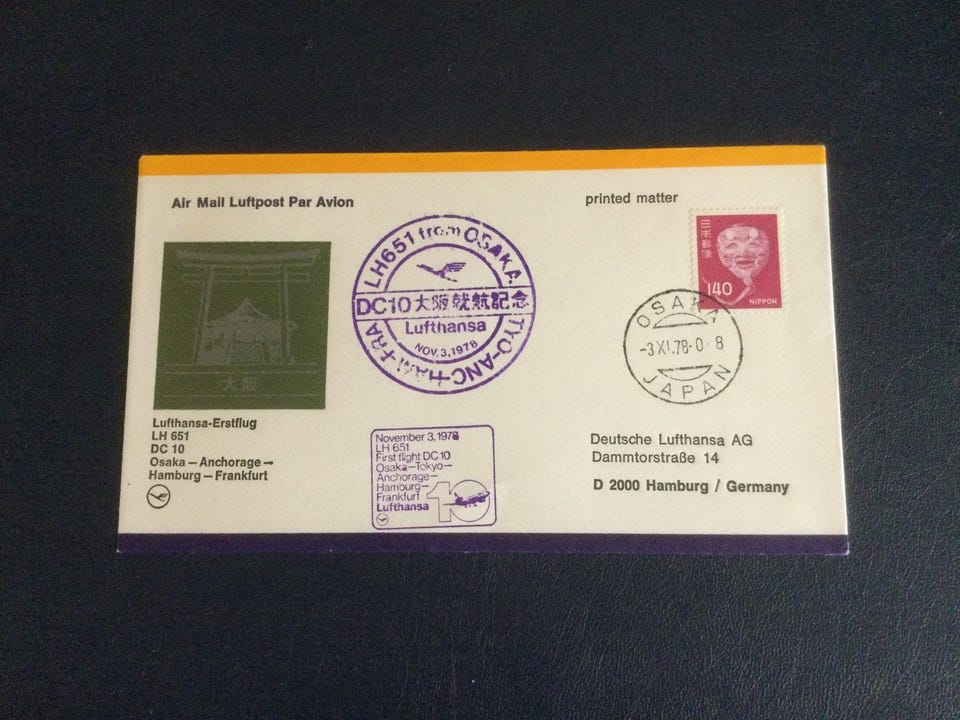 Air Mail Luftpost Par Avion
printed matter
日本郵便
140
NIPPON
OSAKA
-3.XI.78-0.-8
JAPAN
LH651 from OSAKA
DC10 大阪就航記念
Lufthansa
NOV. 3, 1978
TYO-ANC-HAM-FRA
大阪
Lufthansa-Erstflug
LH 651
DC 10
Osaka – Anchorage –
Hamburg – Frankfurt
November 3, 1978
LH 651
First flight DC 10
Osaka–Tokyo–
Anchorage–
Hamburg–
Frankfurt
Lufthansa
10
Deutsche Lufthansa AG
Dammtorstraße 14
D 2000 Hamburg / Germany